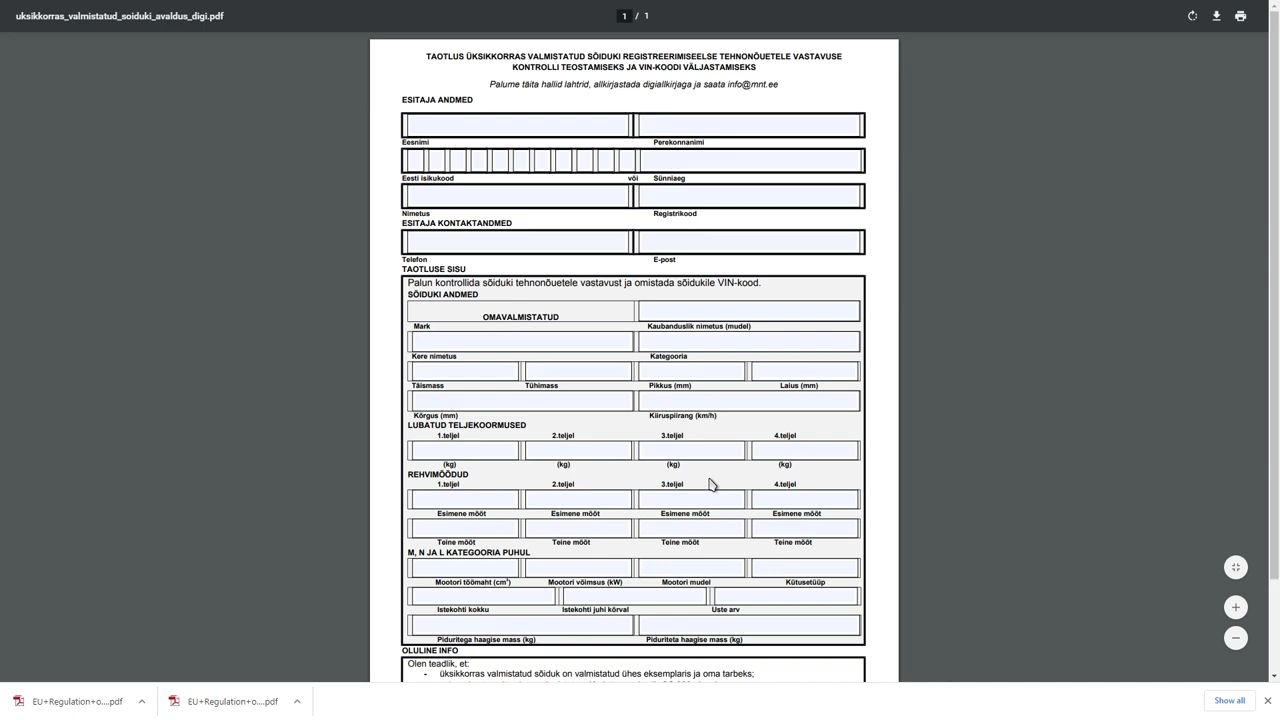 uksikkorras_valmistatud_soiduki_avaldus_digi.pdf
1 / 1
TAOTLUS ÜKSIKKORRAS VALMISTATUD SÕIDUKI REGISTREERIMISEELSE TEHNONÕUETELE VASTAVUSE
KONTROLLI TEOSTAMISEKS JA VIN-KOODI VÄLJASTAMISEKS
Palume täita hallid lahtrid, allkirjastada digiallkirjaga ja saata info@mnt.ee
ESITAJA ANDMED
Eesnimi Perekonnanimi
Eesti isikukood või Sünniaeg
Nimetus Registrikood
ESITAJA KONTAKTANDMED
Telefon E-post
TAOTLUSE SISU
Palun kontrollida sõiduki tehnonõuetele vastavust ja omistada sõidukile VIN-kood.
SÕIDUKI ANDMED
OMAVALMISTATUD
Mark Kaubanduslik nimetus (mudel)
Kere nimetus Kategooria
Täismass Tühimass Pikkus (mm) Laius (mm)
Kõrgus (mm) Kiiruspiirang (km/h)
LUBATUD TELJEKOORMUSED
1.teljel 2.teljel 3.teljel 4.teljel
(kg) (kg) (kg) (kg)
REHVIMÕÕDUD
1.teljel 2.teljel 3.teljel 4.teljel
Esimene mõõt Esimene mõõt Esimene mõõt Esimene mõõt
Teine mõõt Teine mõõt Teine mõõt Teine mõõt
M, N JA L KATEGOORIA PUHUL
Mootori töömaht (cm³) Mootori võimsus (kW) Mootori mudel Kütusetüüp
Istekohti kokku Istekohti juhi kõrval Uste arv
Piduritega haagise mass (kg) Piduriteta haagise mass (kg)
OLULINE INFO
Olen teadlik, et:
- üksikkorras valmistatud sõiduk on valmistatud ühes eksemplaris ja oma tarbeks;
EU+Regulation+o....pdf EU+Regulation+o....pdf Show all